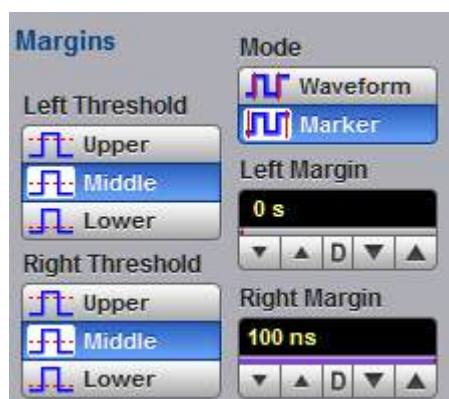 Margins
Left Threshold
Upper
Middle
Lower
Right Threshold
Upper
Middle
Lower
Mode
Waveform
Marker
Left Margin
0 s
D
Right Margin
100 ns
D